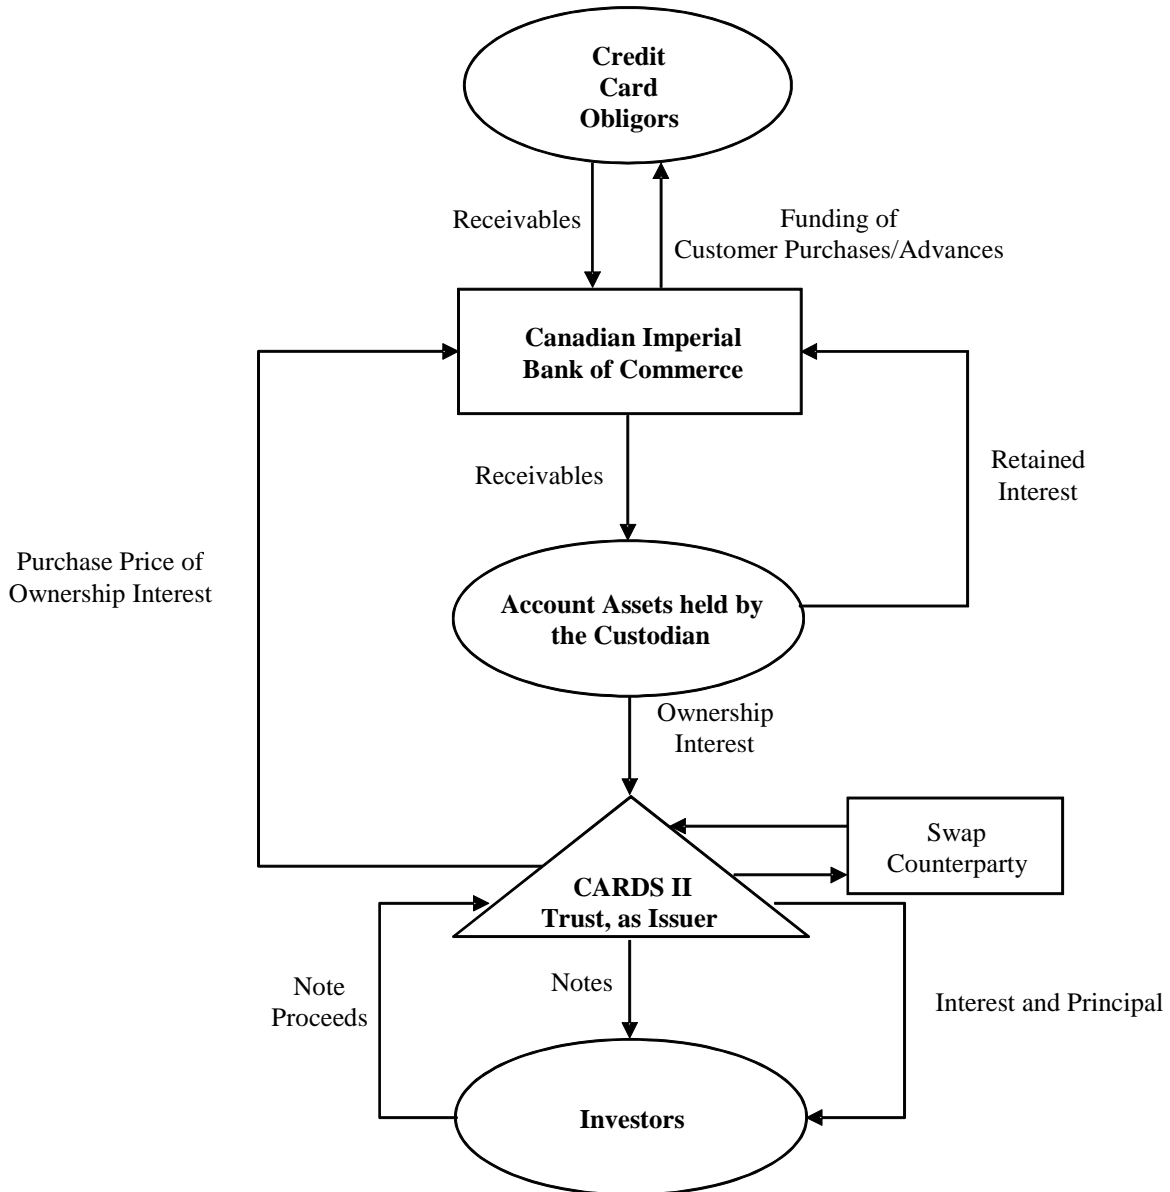 Credit
Card
Obligors
Receivables
Funding of
Customer Purchases/Advances
Canadian Imperial
Bank of Commerce
Receivables
Retained
Interest
Purchase Price of
Ownership Interest
Account Assets held by
the Custodian
Ownership
Interest
Swap
Counterparty
CARDS II
Trust, as Issuer
Note
Proceeds
Notes
Interest and Principal
Investors